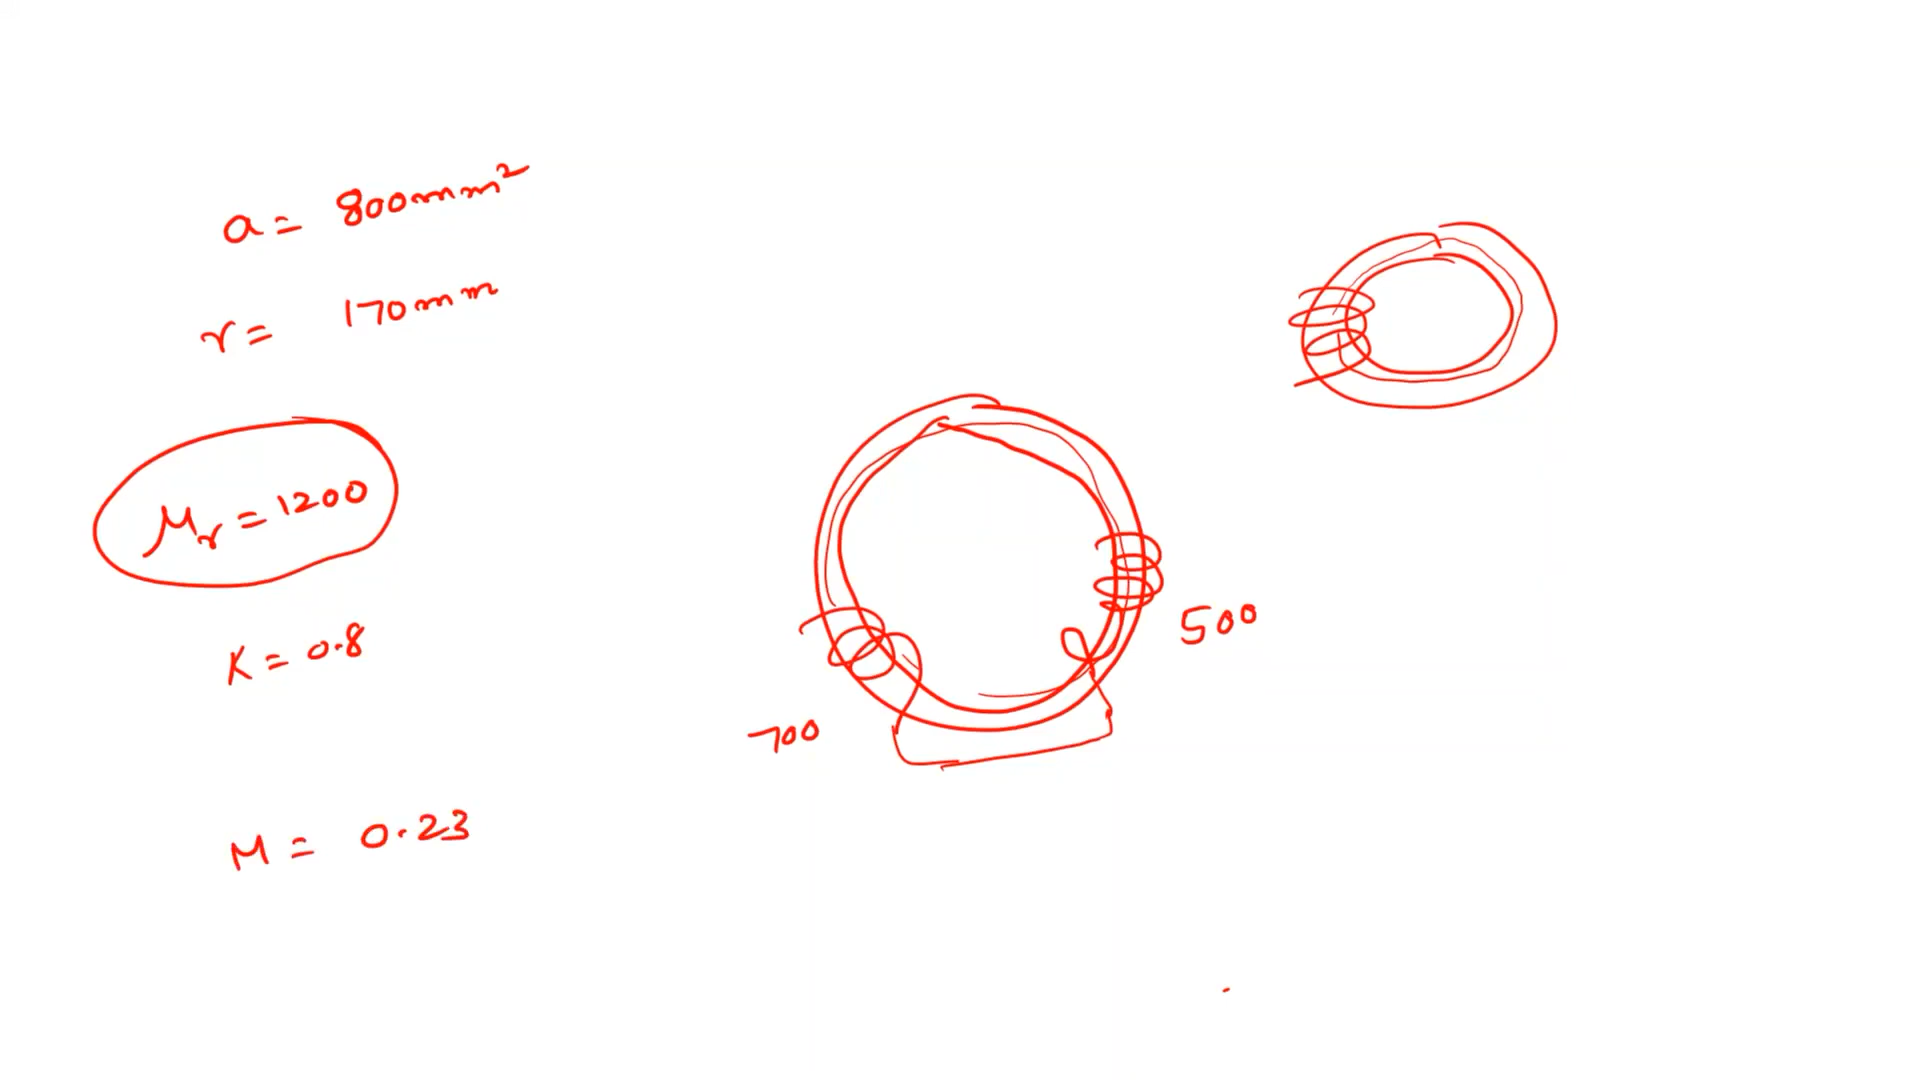 a = 800mm²
r = 170mm
μr = 1200
K = 0.8
500
700
M = 0.23